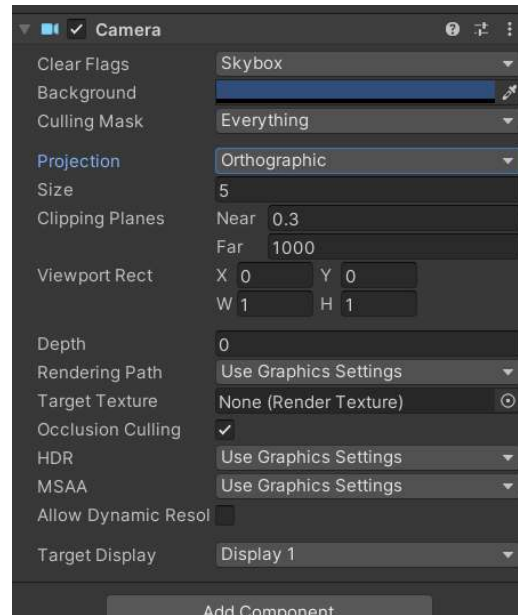 Camera
Clear Flags Skybox
Background
Culling Mask Everything
Projection Orthographic
Size 5
Clipping Planes Near 0.3
Far 1000
Viewport Rect X 0 Y 0
W 1 H 1
Depth 0
Rendering Path Use Graphics Settings
Target Texture None (Render Texture)
Occlusion Culling
HDR Use Graphics Settings
MSAA Use Graphics Settings
Allow Dynamic Resol
Target Display Display 1
Add Component